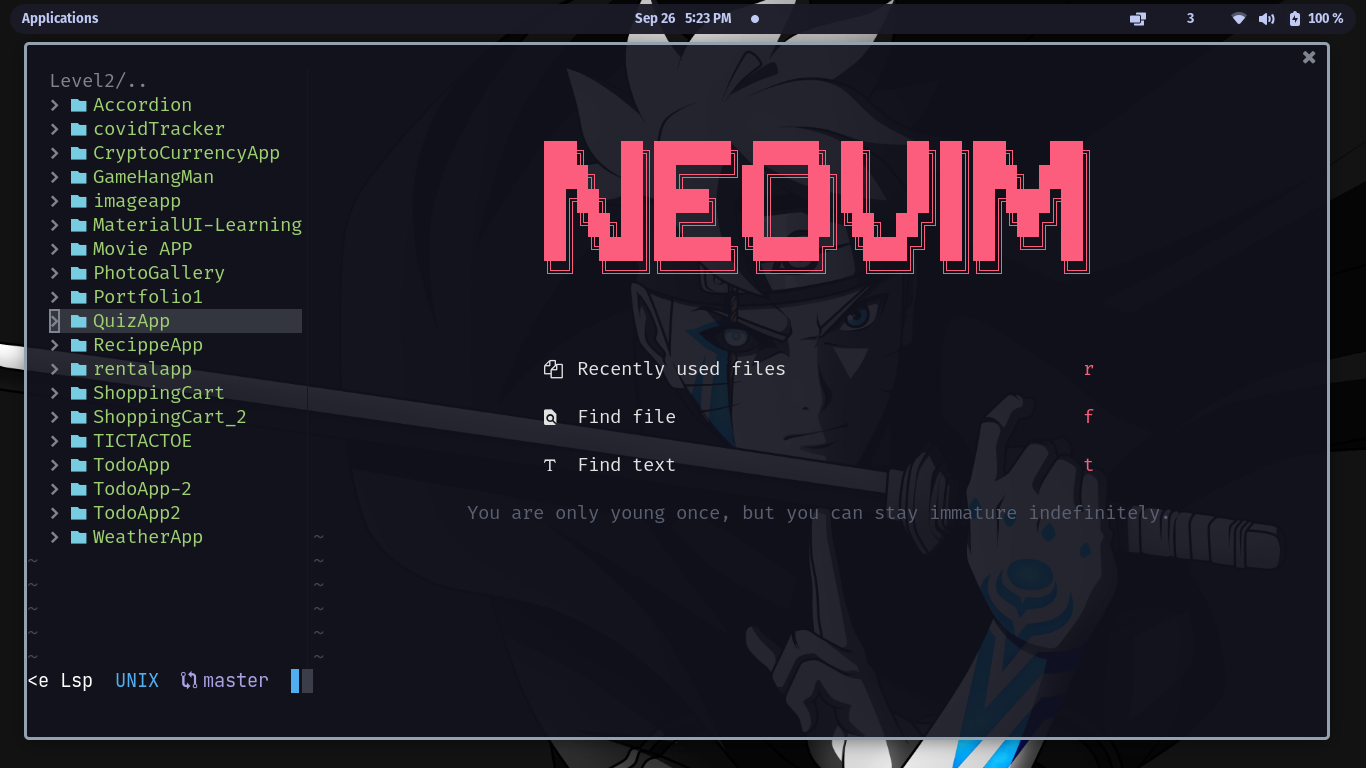 Applications
Sep 26 5:23 PM
3
100 %
Level2/..
Accordion
covidTracker
CryptoCurrencyApp
GameHangMan
imageapp
MaterialUI-Learning
Movie APP
PhotoGallery
Portfolio1
QuizApp
RecippeApp
rentalapp
ShoppingCart
ShoppingCart_2
TICTACTOE
TodoApp
TodoApp-2
TodoApp2
WeatherApp
~
~
~
~
~
<e Lsp UNIX master
NEOVIM
Recently used files r
Find file f
Find text t
You are only young once, but you can stay immature indefinitely.
~
~
~
~
~
~